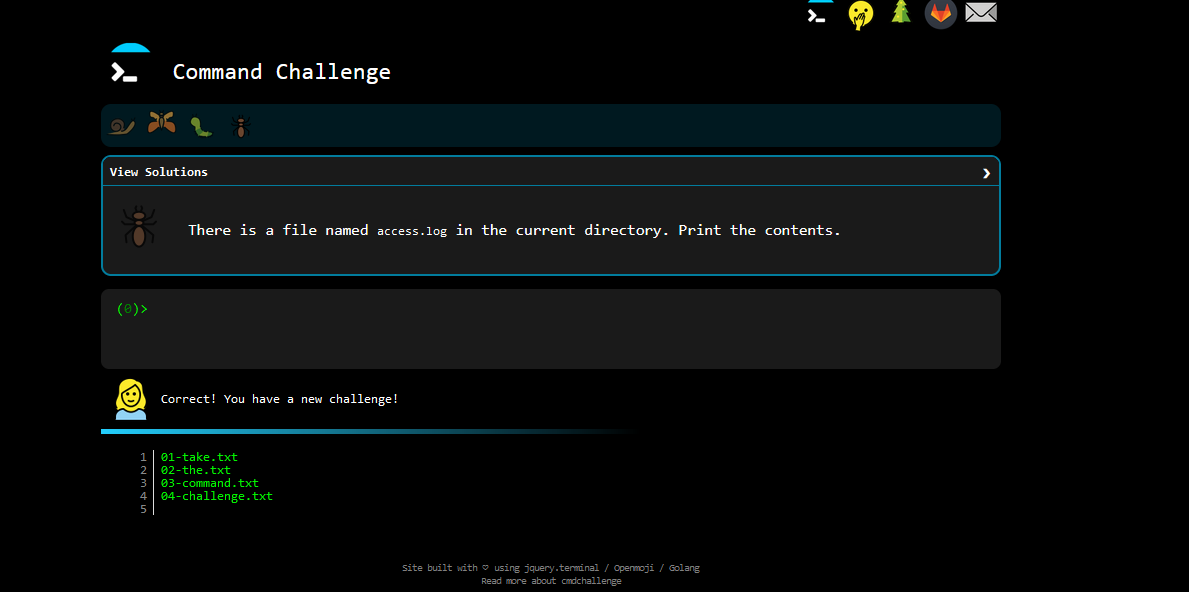 Command Challenge
View Solutions
There is a file named access.log in the current directory. Print the contents.
(0)>
Correct! You have a new challenge!
1 01-take.txt
2 02-the.txt
3 03-command.txt
4 04-challenge.txt
5
Site built with ♡ using jquery.terminal / Openmoji / Golang
Read more about cmdchallenge